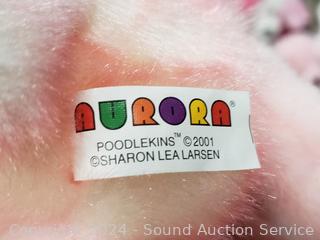 AURORA®
POODLEKINS™ ©2001
©SHARON LEA LARSEN
Copyright 2024 - Sound Auction Service